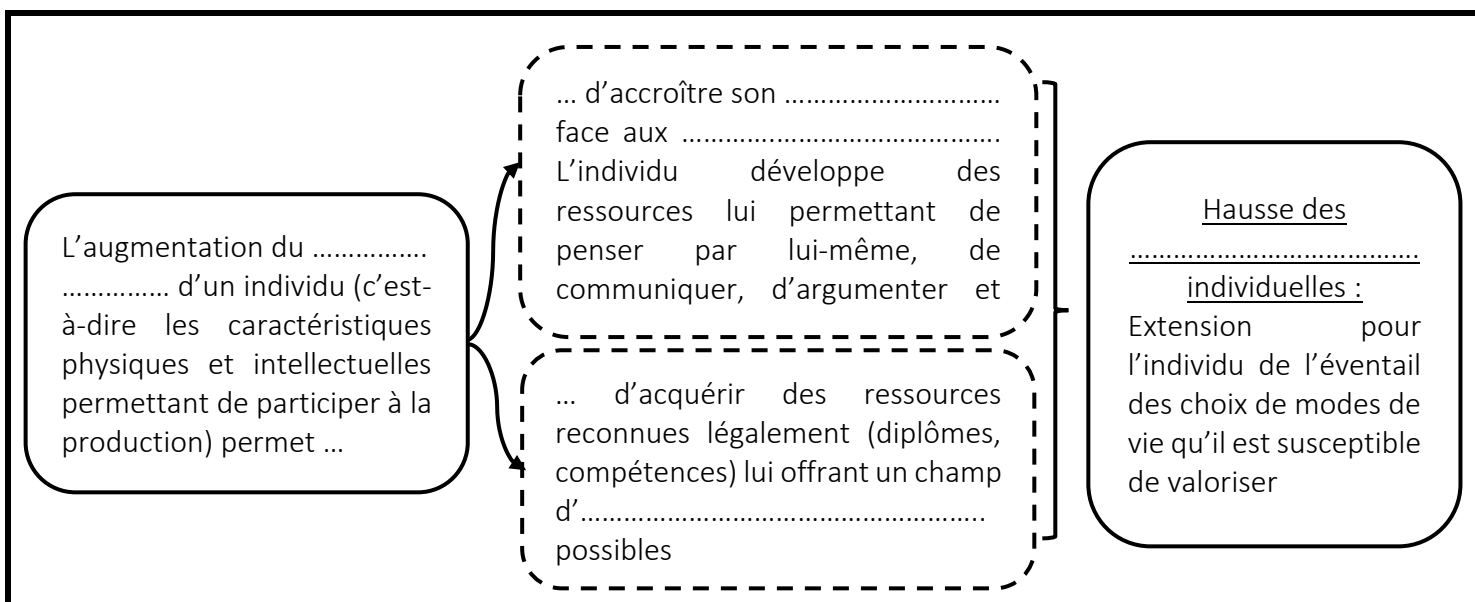 L’augmentation du …………….
…………… d’un individu (c’est-
à-dire les caractéristiques
physiques et intellectuelles
permettant de participer à la
production) permet …
… d’accroître son …………………………
face aux ………….……………………….
L’individu développe des
ressources lui permettant de
penser par lui-même, de
communiquer, d’argumenter et
… d’acquérir des ressources
reconnues légalement (diplômes,
compétences) lui offrant un champ
d’……………………………………………..
possibles
Hausse des
………………………………….
individuelles :
Extension pour
l’individu de l’éventail
des choix de modes de
vie qu’il est susceptible
de valoriser